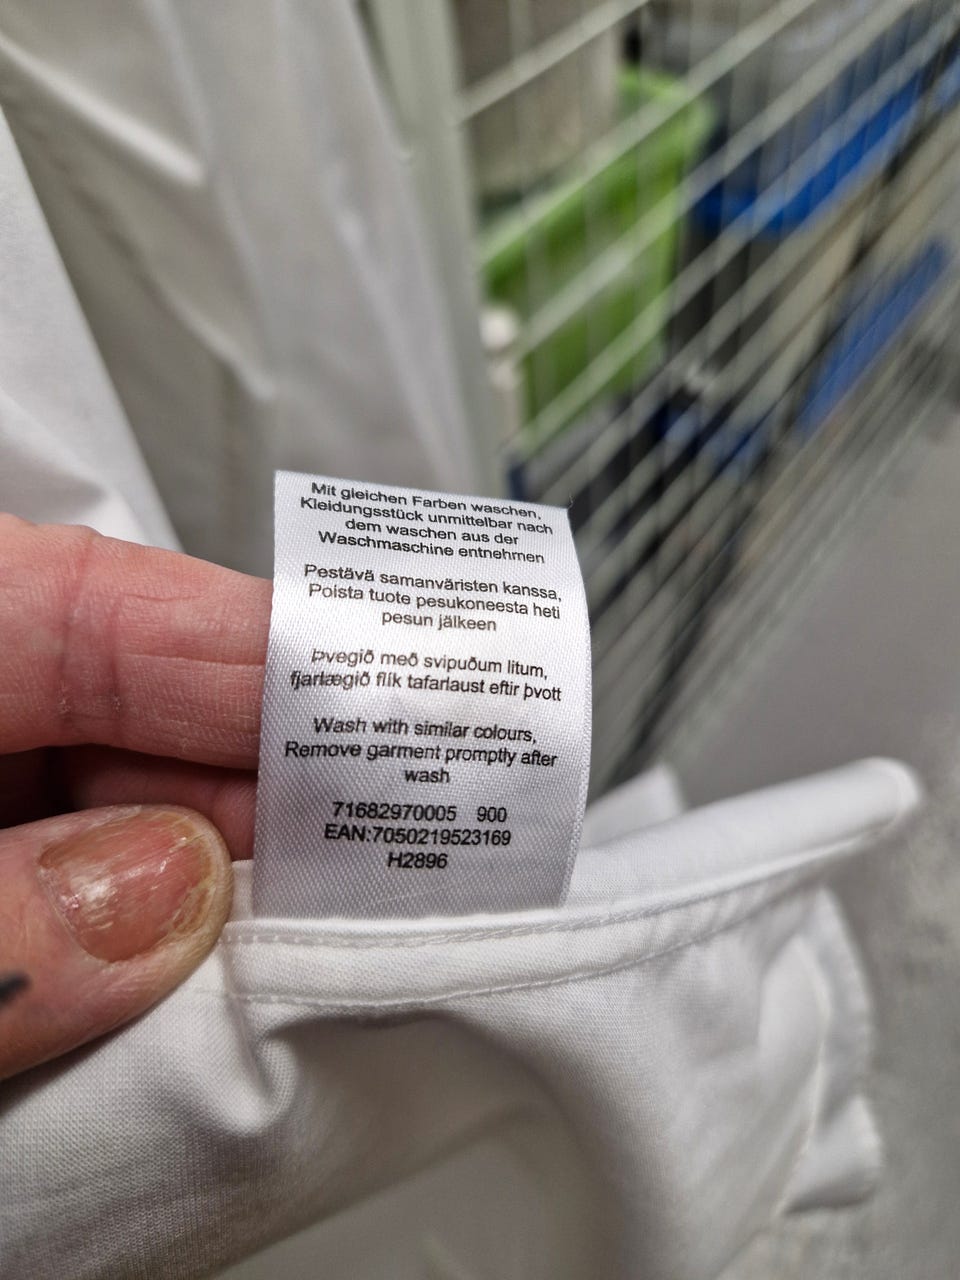 Mit gleichen Farben waschen,
Kleidungsstück unmittelbar nach
dem waschen aus der
Waschmaschine entnehmen
Pestävä samanväristen kanssa,
Poista tuote pesukoneesta heti
pesun jälkeen
Þvegið með svipuðum litum,
fjarlægið flík tafarlaust eftir þvott
Wash with similar colours,
Remove garment promptly after
wash
71682970005 900
EAN:7050219523169
H2896